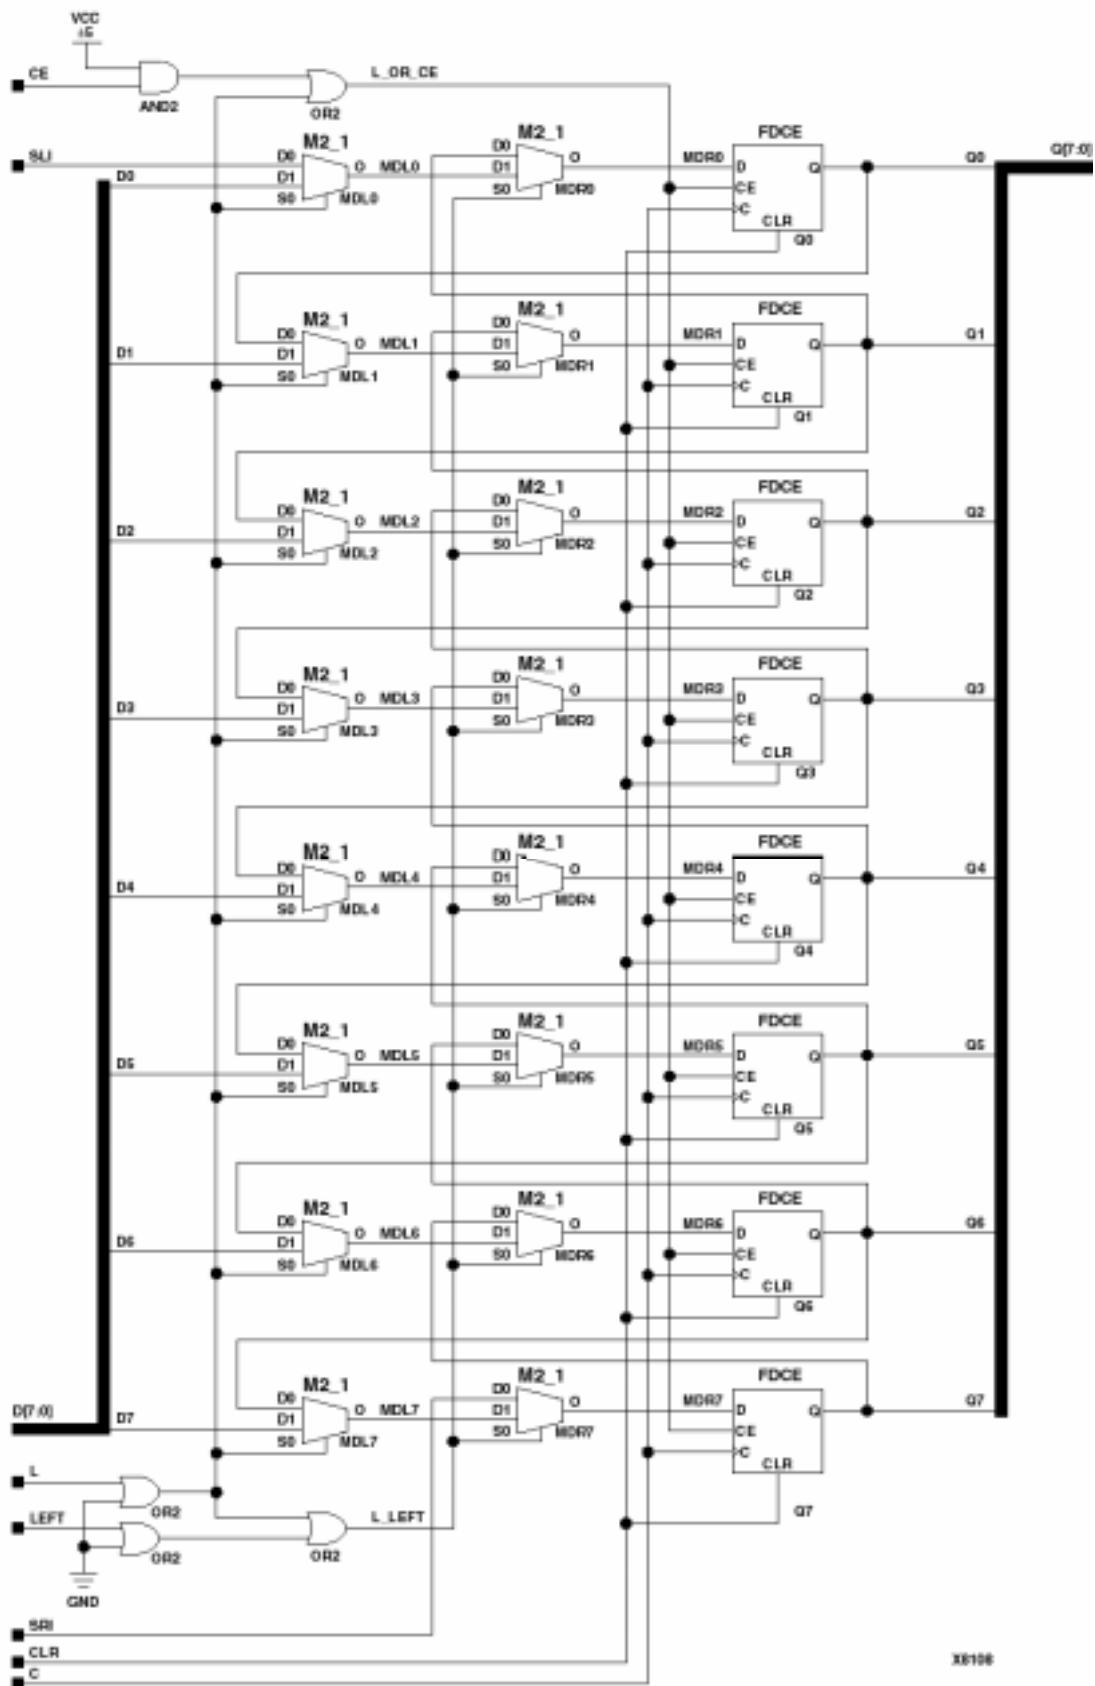 VCC
+5
CE
AND2
L_OR_CE
OR2
SLI
D0
M2_1
D0
D1
S0
O
MDL0
MDL0
M2_1
D0
D1
S0
O
MDR0
MDR0
FDCE
D
CE
C
CLR
Q
Q0
Q0
Q[7:0]
D1
M2_1
D0
D1
S0
O
MDL1
MDL1
M2_1
D0
D1
S0
O
MDR1
MDR1
FDCE
D
CE
C
CLR
Q
Q1
Q1
D2
M2_1
D0
D1
S0
O
MDL2
MDL2
M2_1
D0
D1
S0
O
MDR2
MDR2
FDCE
D
CE
C
CLR
Q
Q2
Q2
D3
M2_1
D0
D1
S0
O
MDL3
MDL3
M2_1
D0
D1
S0
O
MDR3
MDR3
FDCE
D
CE
C
CLR
Q
Q3
Q3
D4
M2_1
D0
D1
S0
O
MDL4
MDL4
M2_1
D0
D1
S0
O
MDR4
MDR4
FDCE
D
CE
C
CLR
Q
Q4
Q4
D5
M2_1
D0
D1
S0
O
MDL5
MDL5
M2_1
D0
D1
S0
O
MDR5
MDR5
FDCE
D
CE
C
CLR
Q
Q5
Q5
D6
M2_1
D0
D1
S0
O
MDL6
MDL6
M2_1
D0
D1
S0
O
MDR6
MDR6
FDCE
D
CE
C
CLR
Q
Q6
Q6
D[7:0]
D7
M2_1
D0
D1
S0
O
MDL7
MDL7
M2_1
D0
D1
S0
O
MDR7
MDR7
FDCE
D
CE
C
CLR
Q
Q7
Q7
L
OR2
LEFT
OR2
L_LEFT
OR2
GND
SRI
CLR
C
X8108